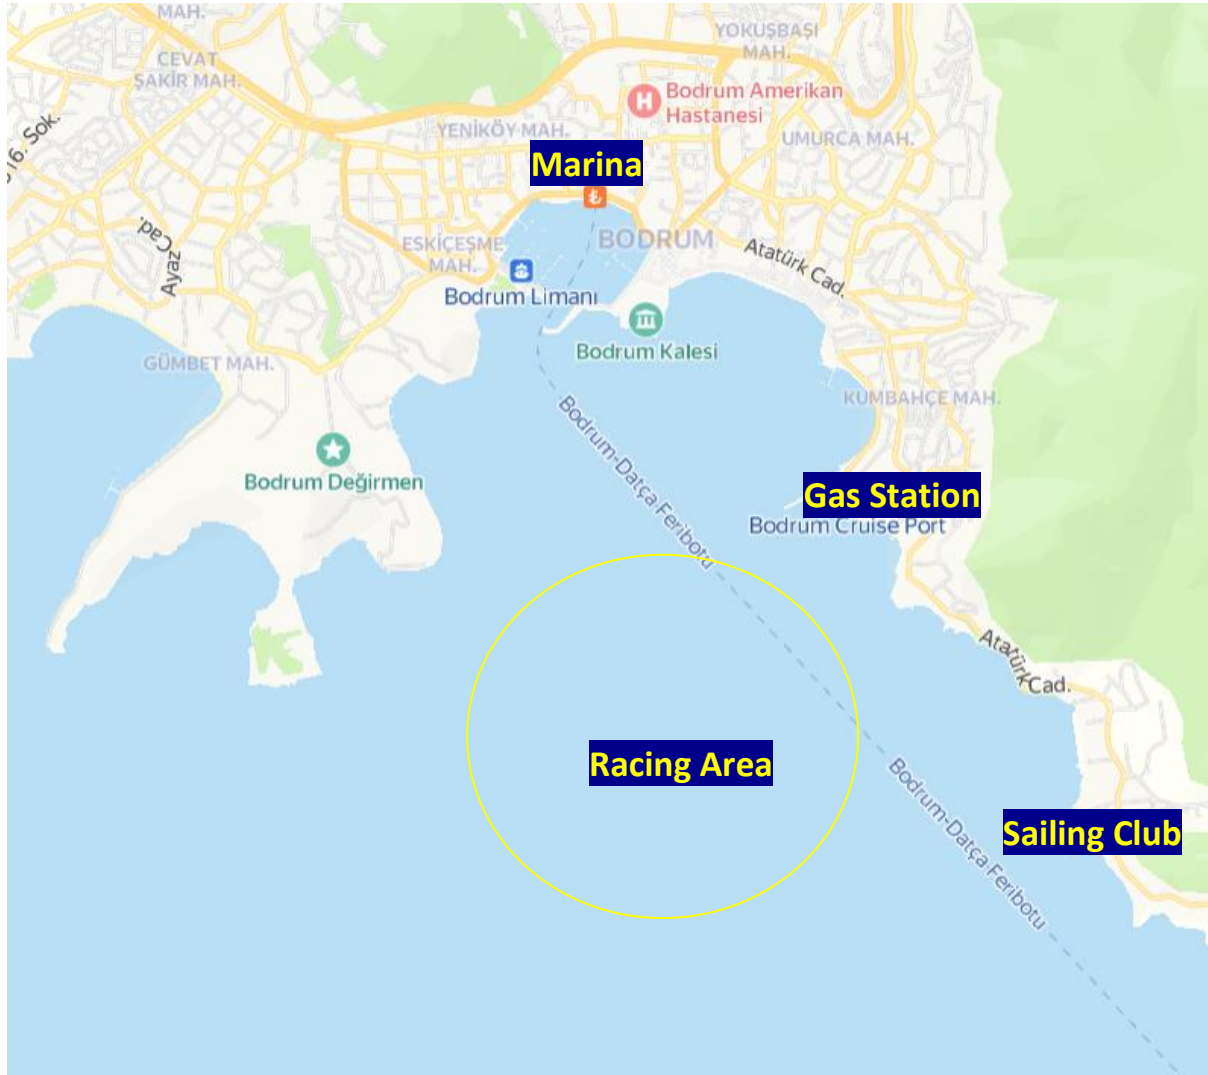 MAH.
CEVAT
ŞAKİR MAH.
YOKUŞBAŞI
MAH.
Bodrum Amerikan
Hastanesi
H
YENİKÖY MAH.
UMURCA MAH.
016. Sok.
Marina
₺
Ayaz Cad.
ESKİÇEŞME
MAH.
BODRUM
Atatürk Cad.
Bodrum Limanı
Bodrum Kalesi
GÜMBET MAH.
KUMBAHÇE MAH.
Bodrum-Datça Feribotu
Bodrum Değirmen
Gas Station
Bodrum Cruise Port
Atatürk Cad.
Racing Area
Bodrum-Datça Feribotu
Sailing Club